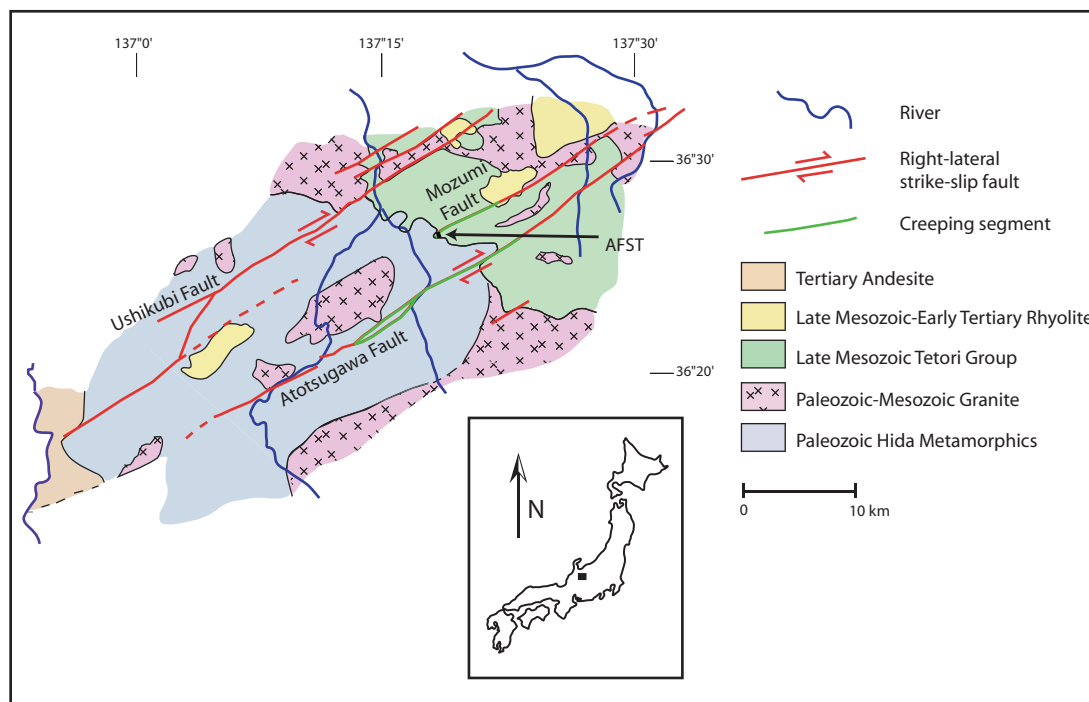 137"0'
137"15'
137"30'
36"30'
36"20'
Mozumi
Fault
AFST
Ushikubi Fault
Atotsugawa Fault
N
River
Right-lateral
strike-slip fault
Creeping segment
Tertiary Andesite
Late Mesozoic-Early Tertiary Rhyolite
Late Mesozoic Tetori Group
Paleozoic-Mesozoic Granite
Paleozoic Hida Metamorphics
0
10 km